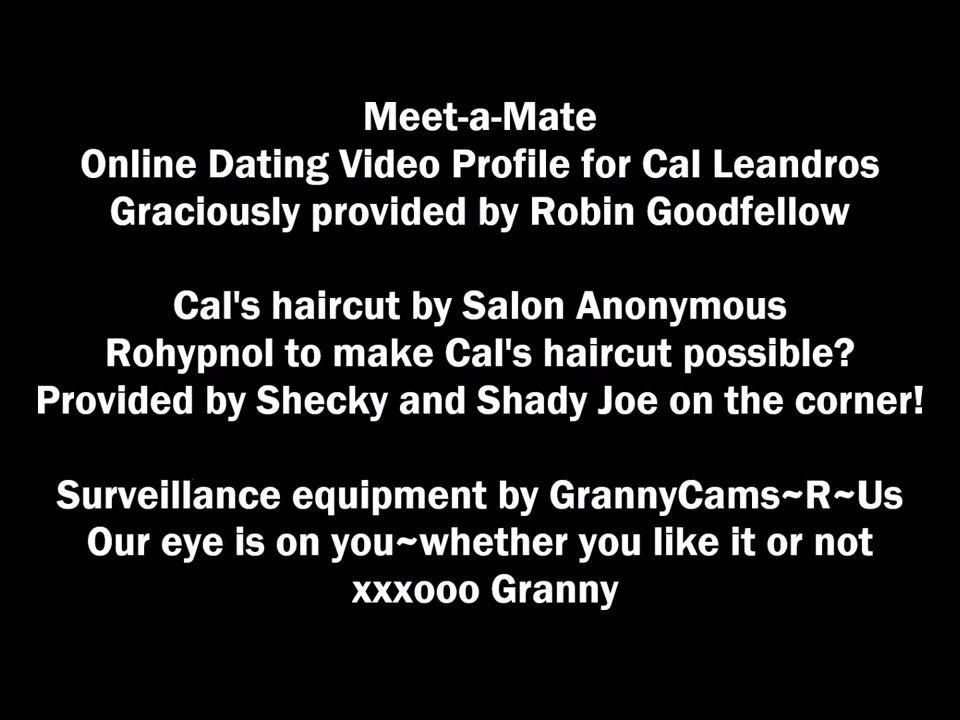 Meet-a-Mate
Online Dating Video Profile for Cal Leandros
Graciously provided by Robin Goodfellow
Cal's haircut by Salon Anonymous
Rohypnol to make Cal's haircut possible?
Provided by Shecky and Shady Joe on the corner!
Surveillance equipment by GrannyCams~R~Us
Our eye is on you~whether you like it or not
xxxooo Granny